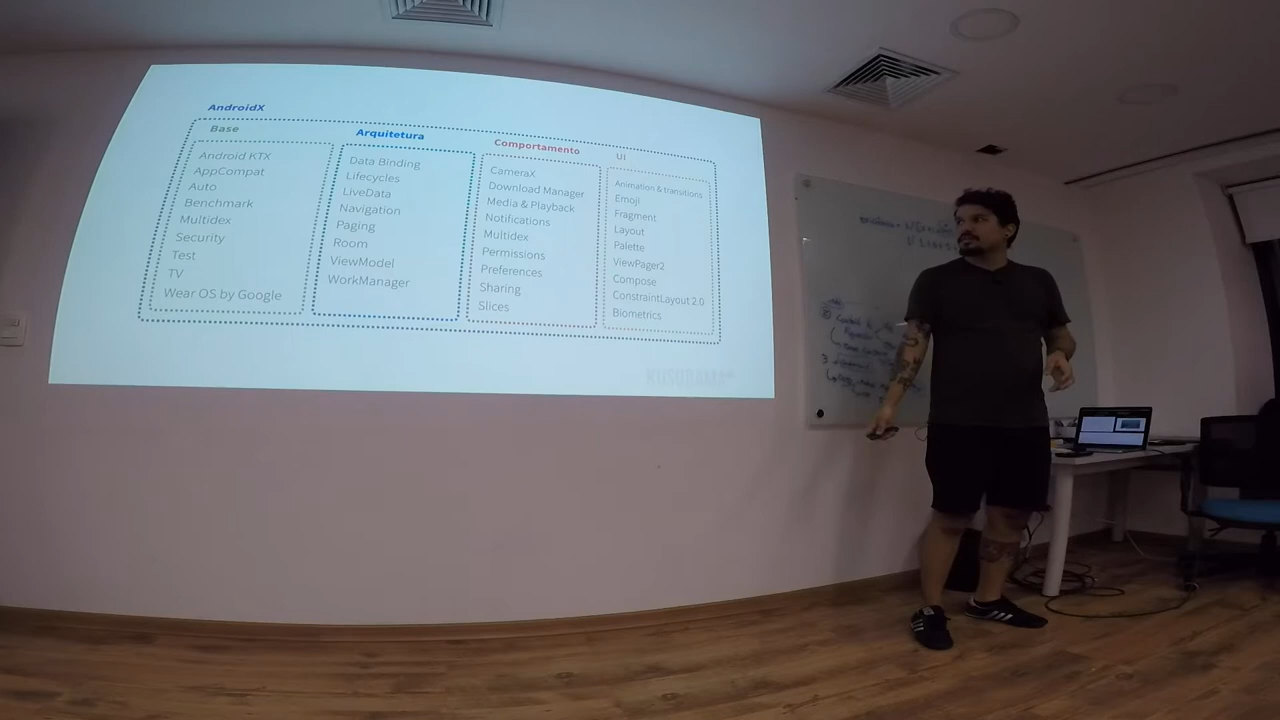 AndroidX
Base
Android KTX
AppCompat
Auto
Benchmark
Multidex
Security
Test
TV
Wear OS by Google
Arquitetura
Data Binding
Lifecycles
LiveData
Navigation
Paging
Room
ViewModel
WorkManager
Comportamento
CameraX
Download Manager
Media & Playback
Notifications
Multidex
Permissions
Preferences
Sharing
Slices
UI
Animation & transitions
Emoji
Fragment
Layout
Palette
ViewPager2
Compose
ConstraintLayout 2.0
Biometrics